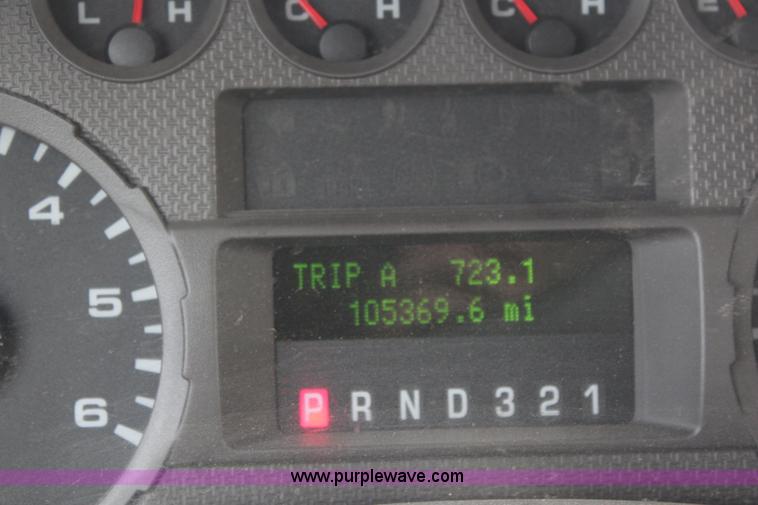 L H C H C H E
4
5
6
TRIP A 723.1
105369.6 mi
P R N D 3 2 1
www.purplewave.com